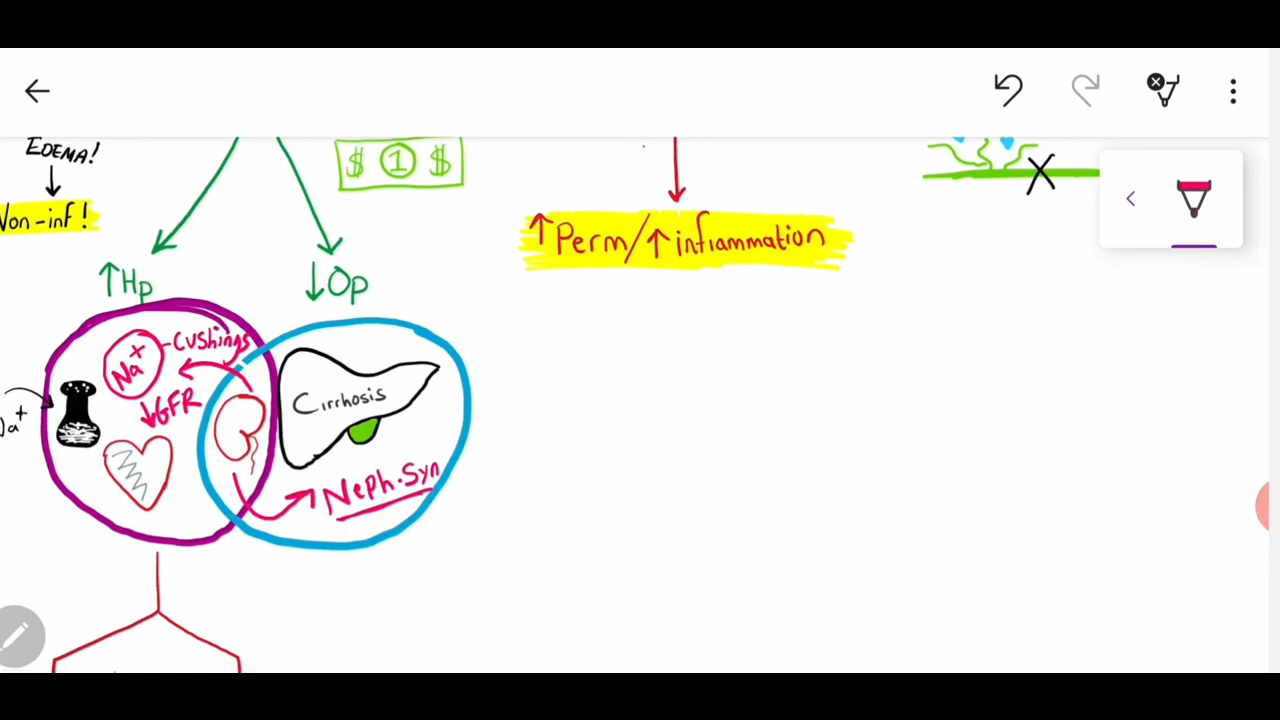 EDEMA!
Non-inf!
$ 1 $
↑Perm/↑inflammation
↑Hp
↓Op
Na+
-Cushings
↓GFR
Cirrhosis
Neph.Syn